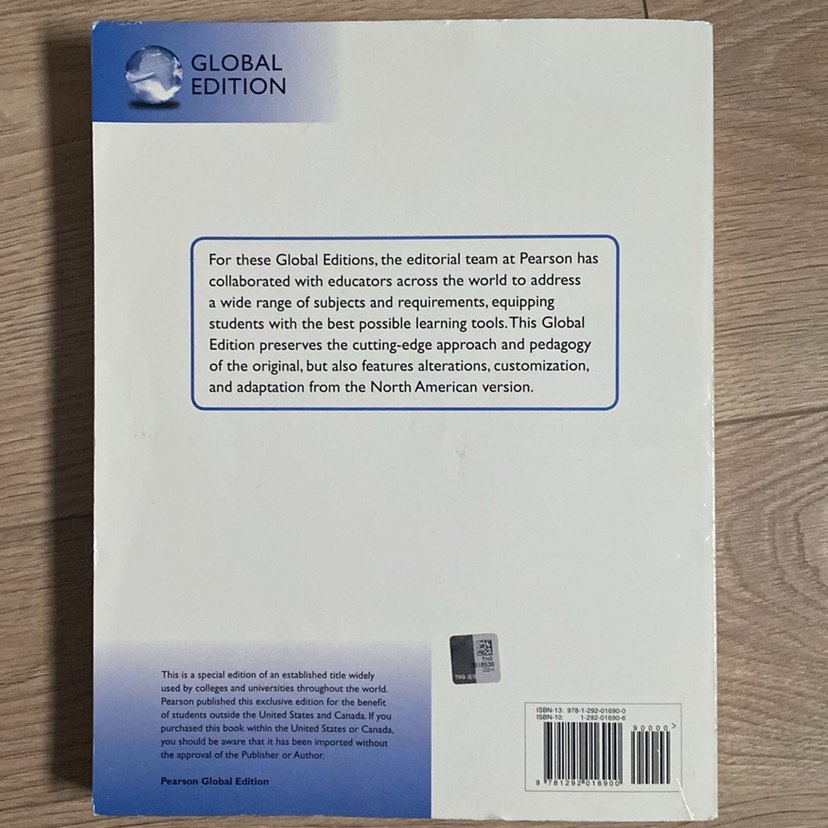 GLOBAL
EDITION
For these Global Editions, the editorial team at Pearson has
collaborated with educators across the world to address
a wide range of subjects and requirements, equipping
students with the best possible learning tools. This Global
Edition preserves the cutting-edge approach and pedagogy
of the original, but also features alterations, customization,
and adaptation from the North American version.
This is a special edition of an established title widely
used by colleges and universities throughout the world.
Pearson published this exclusive edition for the benefit
of students outside the United States and Canada. If you
purchased this book within the United States or Canada,
you should be aware that it has been imported without
the approval of the Publisher or Author.
Pearson Global Edition
ISBN-13: 978-1-292-01690-0
ISBN-10: 1-292-01690-6
90000>
9 781292 016900